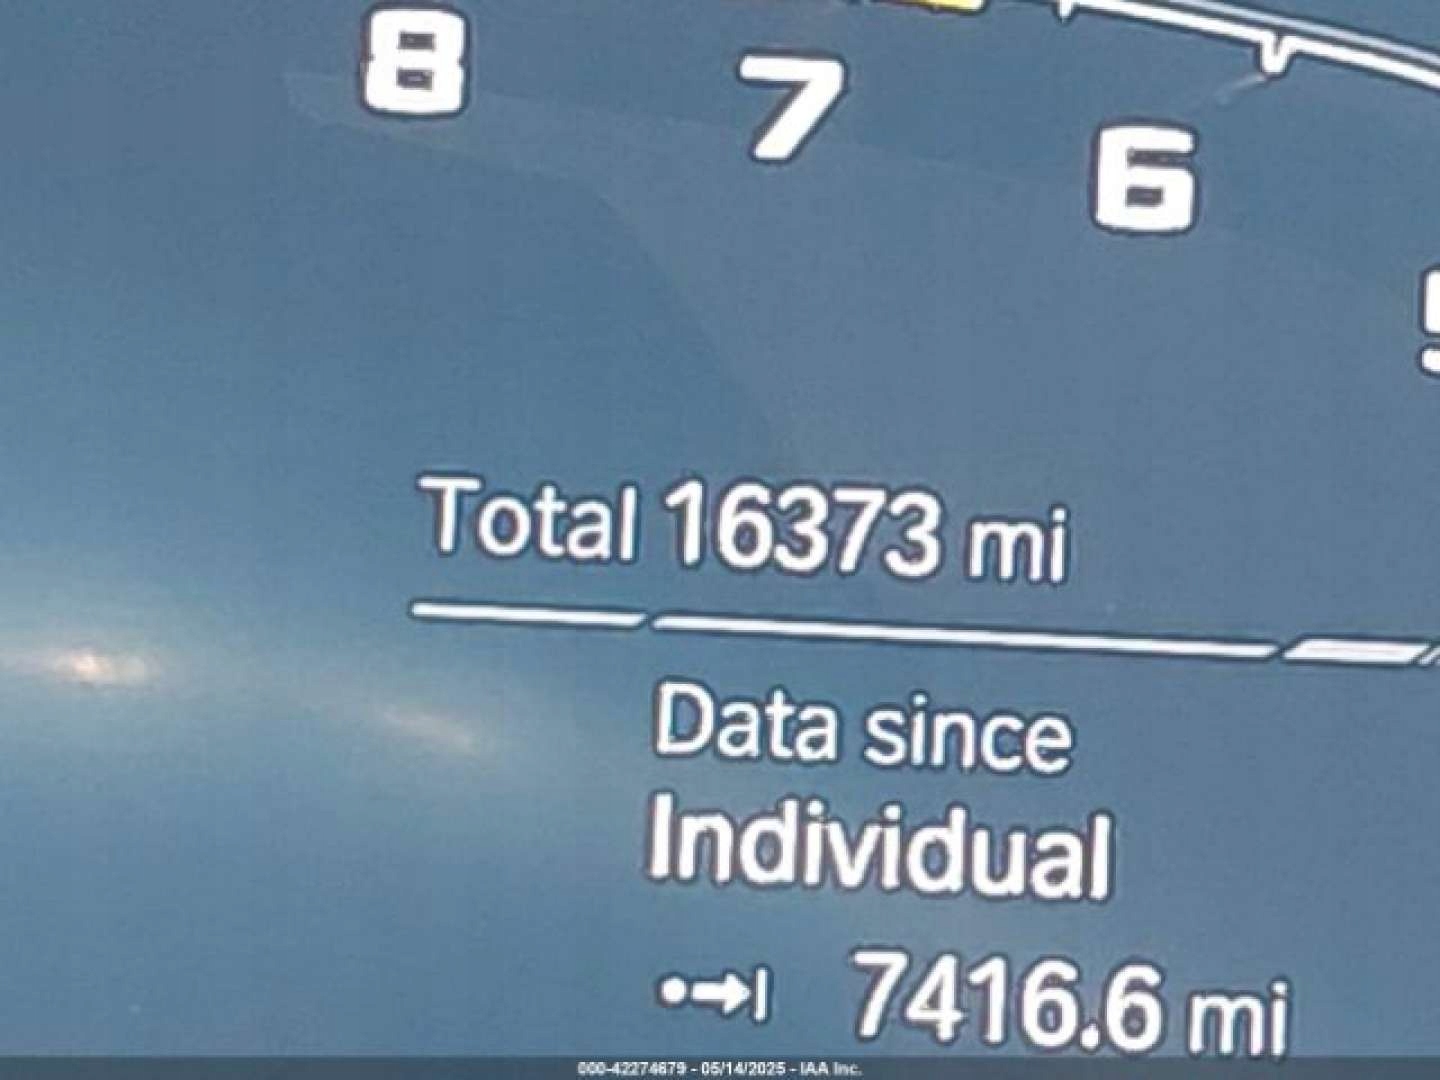 8
7
6
5
Total 16373 mi
Data since
Individual
7416.6 mi
000-42274679 - 05/14/2025 - IAA Inc.